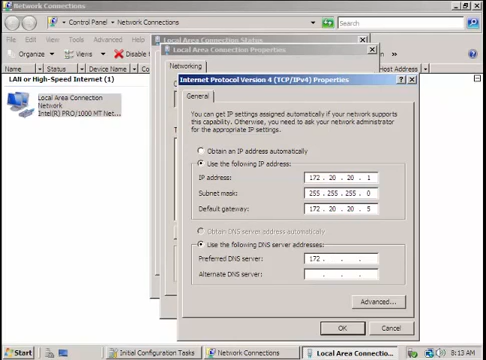 Network Connections
Control Panel
Network Connections
Search
File
Edit
View
Tools
Advanced
Help
Local Area Connection Status
Organize
Views
Disable
Local Area Connection Properties
Name
Status
Device Name
Host Address
LAN or High-Speed Internet (1)
Networking
Local Area Connection
Network
Intel(R) PRO/1000 MT Net...
Internet Protocol Version 4 (TCP/IPv4) Properties
General
You can get IP settings assigned automatically if your network supports
this capability. Otherwise, you need to ask your network administrator
for the appropriate IP settings.
Obtain an IP address automatically
Use the following IP address:
IP address: 172 . 20 . 20 . 1
Subnet mask: 255 . 255 . 255 . 0
Default gateway: 172 . 20 . 20 . 5
Obtain DNS server address automatically
Use the following DNS server addresses:
Preferred DNS server: 172 . . .
Alternate DNS server: . . .
Advanced...
OK
Cancel
Start
Initial Configuration Tasks
Network Connections
Local Area Connectio...
8:13 AM